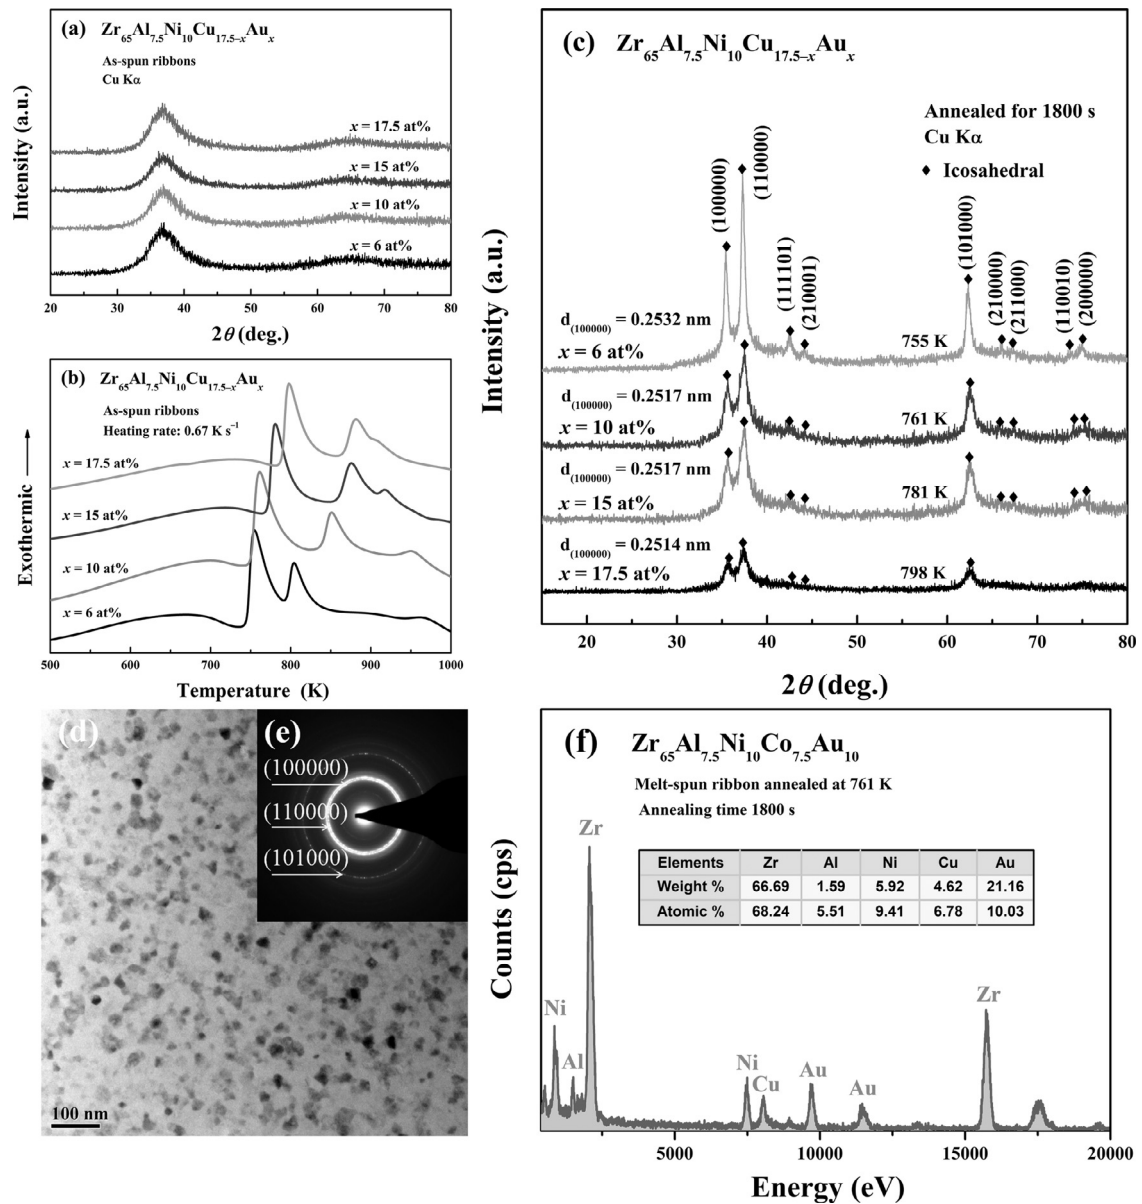 (a) Zr65Al7.5Ni10Cu17.5–xAux
As-spun ribbons
Cu Kα
x = 17.5 at%
x = 15 at%
x = 10 at%
x = 6 at%
Intensity (a.u.)
20 30 40 50 60 70 80
2θ (deg.)
(b) Zr65Al7.5Ni10Cu17.5–xAux
As-spun ribbons
Heating rate: 0.67 K s⁻¹
x = 17.5 at%
x = 15 at%
x = 10 at%
x = 6 at%
Exothermic
500 600 700 800 900 1000
Temperature (K)
(c) Zr65Al7.5Ni10Cu17.5–xAux
Annealed for 1800 s
Cu Kα
♦ Icosahedral
(100000)
(110000)
(111101)
(210001)
(101000)
(210000)
(211000)
(110010)
(200000)
d(100000) = 0.2532 nm
x = 6 at%
755 K
d(100000) = 0.2517 nm
x = 10 at%
761 K
d(100000) = 0.2517 nm
x = 15 at%
781 K
d(100000) = 0.2514 nm
x = 17.5 at%
798 K
Intensity (a.u.)
20 30 40 50 60 70 80
2θ (deg.)
(d)
100 nm
(e)
(100000)
(110000)
(101000)
(f) Zr65Al7.5Ni10Co7.5Au10
Melt-spun ribbon annealed at 761 K
Annealing time 1800 s
Elements Zr Al Ni Cu Au
Weight % 66.69 1.59 5.92 4.62 21.16
Atomic % 68.24 5.51 9.41 6.78 10.03
Zr
Ni
Al
Ni
Cu
Au
Au
Zr
Counts (cps)
5000 10000 15000 20000
Energy (eV)